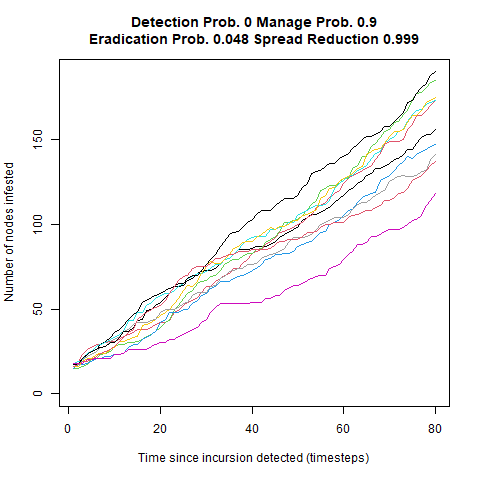 Detection Prob. 0 Manage Prob. 0.9
Eradication Prob. 0.048 Spread Reduction 0.999
Number of nodes infested
150
100
50
0
0 20 40 60 80
Time since incursion detected (timesteps)